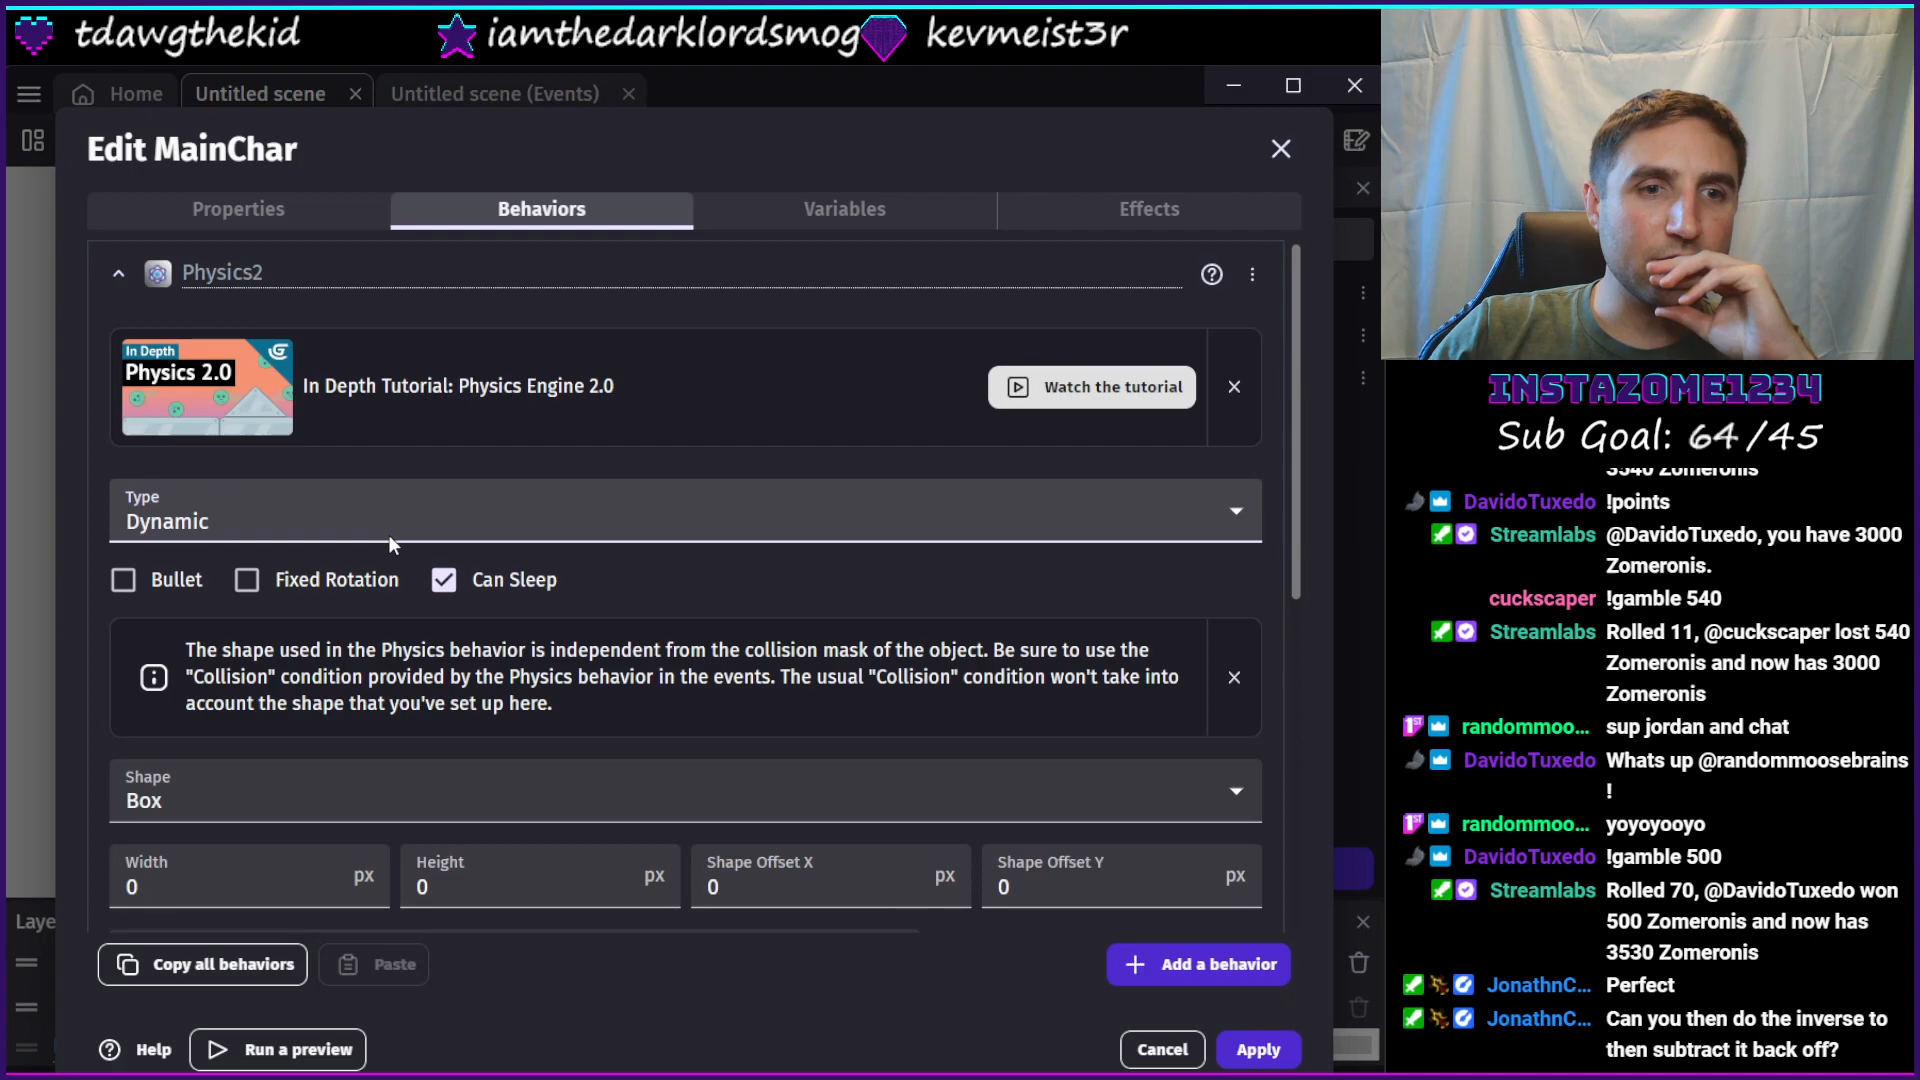 tdawgthekid
iamthedarklordsmog
kevmeist3r
Home
Untitled scene
Untitled scene (Events)
Edit MainChar
Properties
Behaviors
Variables
Effects
Physics2
In Depth
Physics 2.0
In Depth Tutorial: Physics Engine 2.0
Watch the tutorial
Type
Dynamic
Bullet
Fixed Rotation
Can Sleep
The shape used in the Physics behavior is independent from the collision mask of the object. Be sure to use the
"Collision" condition provided by the Physics behavior in the events. The usual "Collision" condition won't take into
account the shape that you've set up here.
Shape
Box
Width
0
px
Height
0
px
Shape Offset X
0
px
Shape Offset Y
0
px
Laye
Copy all behaviors
Paste
Add a behavior
Help
Run a preview
Cancel
Apply
INSTAZOME1234
Sub Goal: 64/45
3540 Zomeronis
DavidoTuxedo !points
Streamlabs @DavidoTuxedo, you have 3000
Zomeronis.
cuckscaper !gamble 540
Streamlabs Rolled 11, @cuckscaper lost 540
Zomeronis and now has 3000
Zomeronis
1ST randommoo... sup jordan and chat
DavidoTuxedo Whats up @randommoosebrains
!
1ST randommoo... yoyoyooyo
DavidoTuxedo !gamble 500
Streamlabs Rolled 70, @DavidoTuxedo won
500 Zomeronis and now has
3530 Zomeronis
JonathnC... Perfect
JonathnC... Can you then do the inverse to
then subtract it back off?